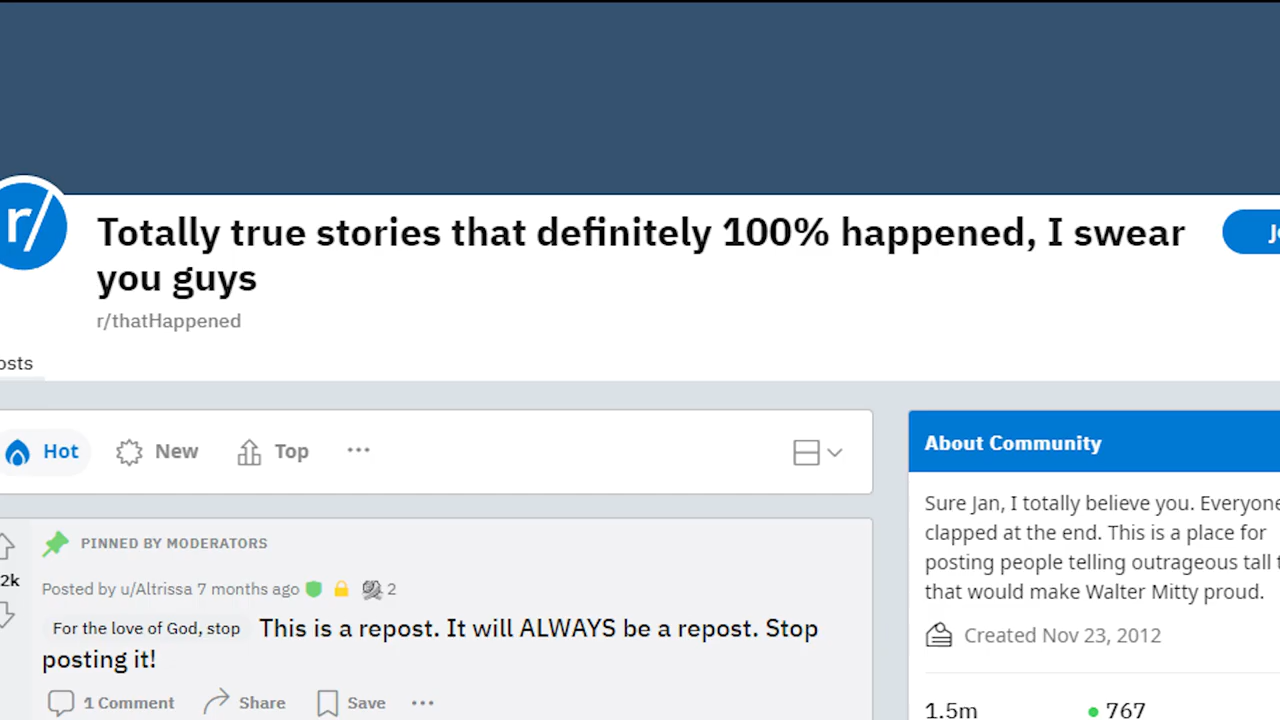 r/
Totally true stories that definitely 100% happened, I swear
you guys
r/thatHappened
osts
Hot
New
Top
About Community
Sure Jan, I totally believe you. Everyone
clapped at the end. This is a place for
posting people telling outrageous tall
that would make Walter Mitty proud.
Created Nov 23, 2012
1.5m
767
PINNED BY MODERATORS
2k
Posted by u/Altrissa 7 months ago
2
For the love of God, stop This is a repost. It will ALWAYS be a repost. Stop
posting it!
1 Comment
Share
Save